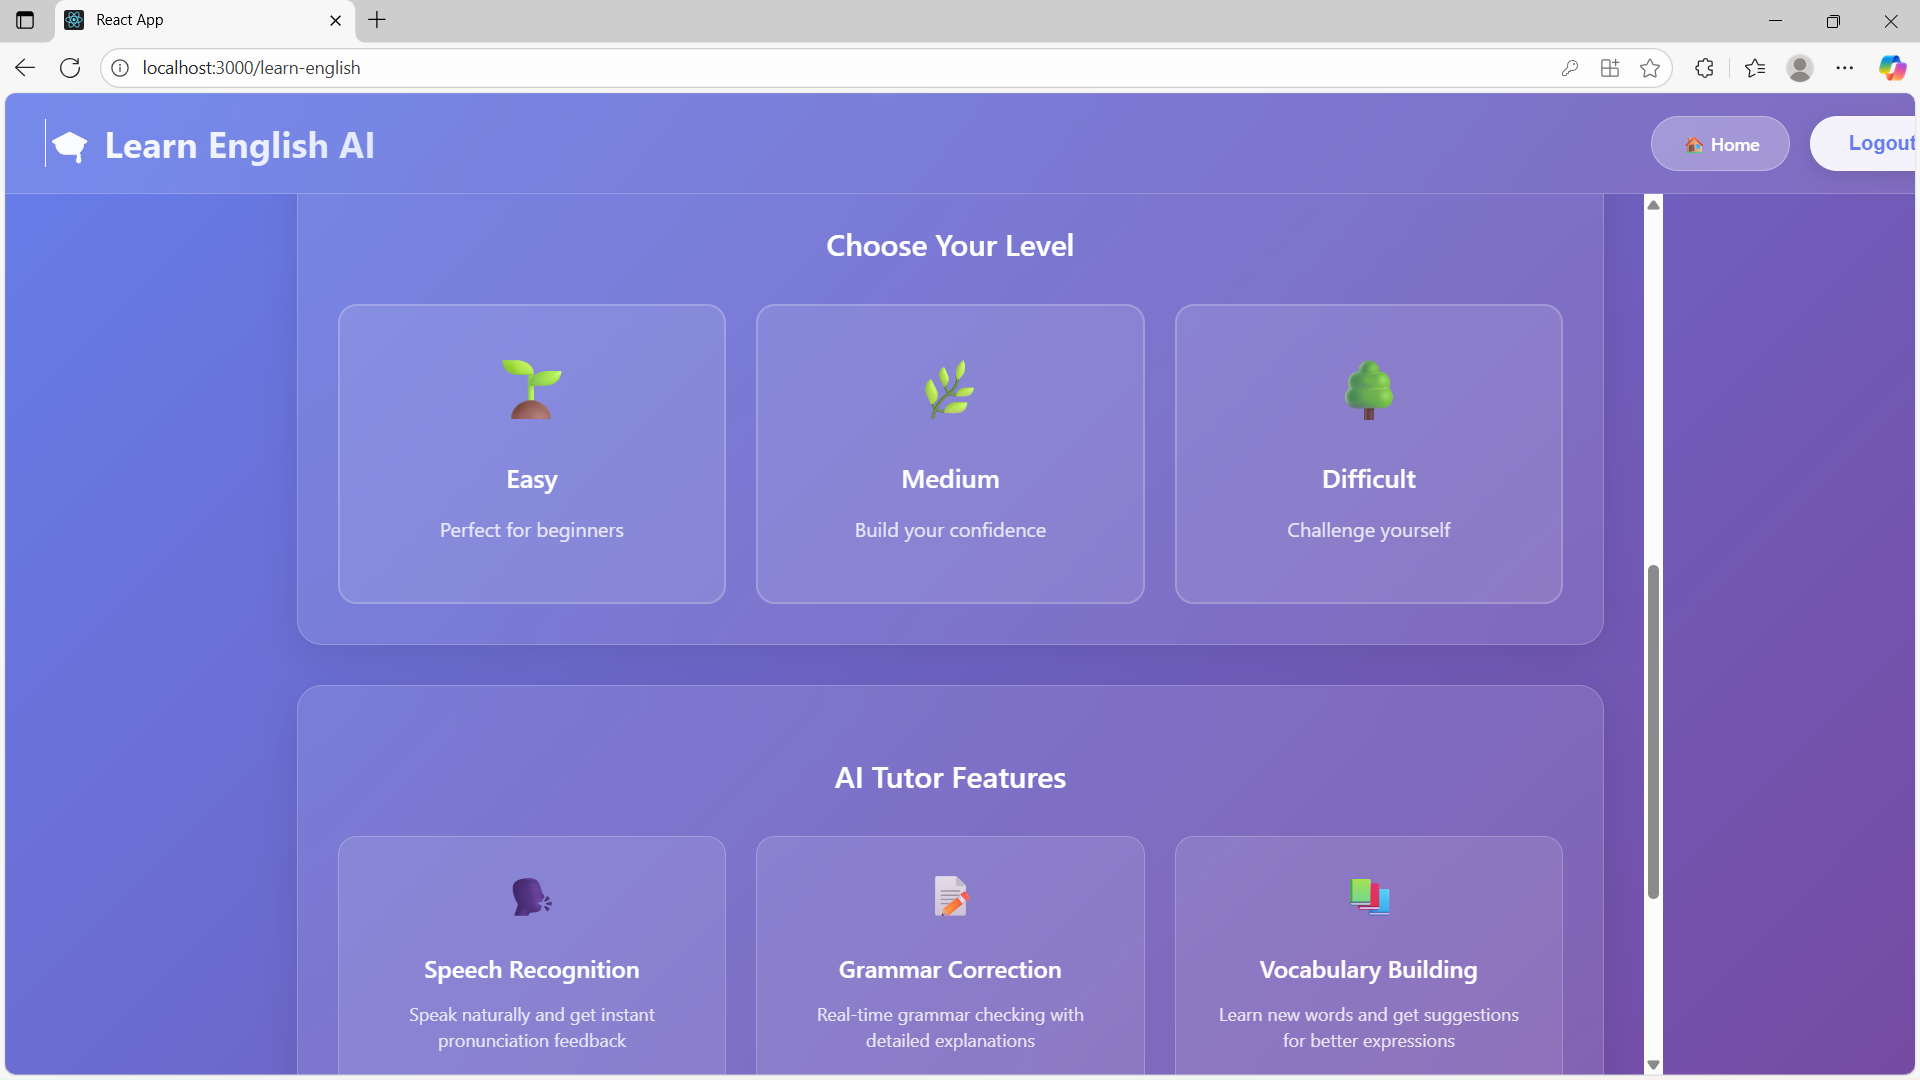 React App
localhost:3000/learn-english
Learn English AI
Home
Logout
Choose Your Level
Easy
Medium
Difficult
Perfect for beginners
Build your confidence
Challenge yourself
AI Tutor Features
Speech Recognition
Grammar Correction
Vocabulary Building
Speak naturally and get instant
pronunciation feedback
Real-time grammar checking with
detailed explanations
Learn new words and get suggestions
for better expressions